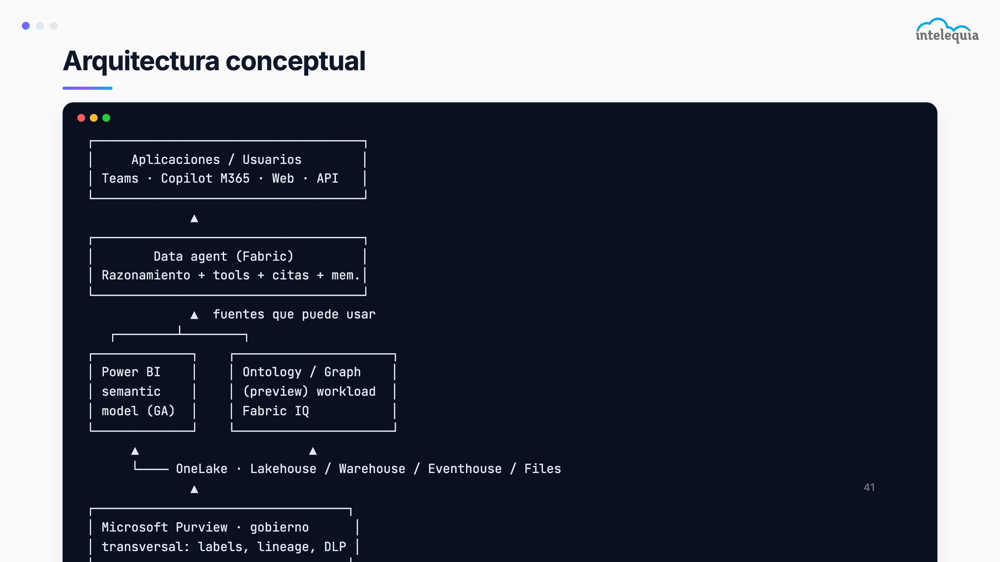 intelequia
Arquitectura conceptual
Aplicaciones / Usuarios
Teams · Copilot M365 · Web · API
Data agent (Fabric)
Razonamiento + tools + citas + mem.
fuentes que puede usar
Power BI
semantic
model (GA)
Ontology / Graph
(preview) workload
Fabric IQ
OneLake · Lakehouse / Warehouse / Eventhouse / Files
41
Microsoft Purview · gobierno
transversal: labels, lineage, DLP